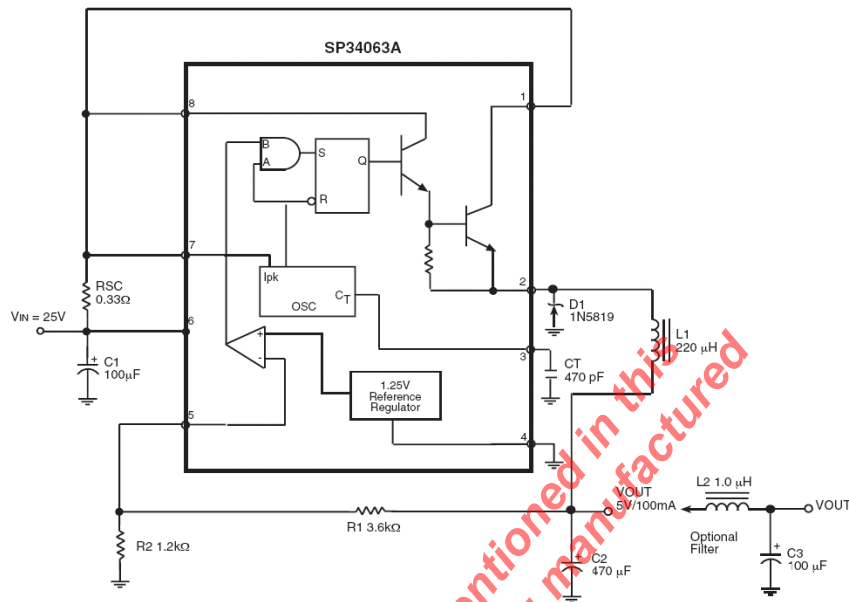 SP34063A
8
1
B
A
S
Q
R
7
Ipk
OSC
CT
2
RSC
0.33Ω
VIN = 25V
6
D1
1N5819
L1
220 μH
C1
+
100μF
+
-
3
CT
470 pF
1.25V
Reference
Regulator
5
4
mentioned in this
manufactured
VOUT
5V/100mA
L2 1.0 μH
VOUT
R1 3.6kΩ
Optional
Filter
R2 1.2kΩ
+
C2
470 μF
+
C3
100 μF